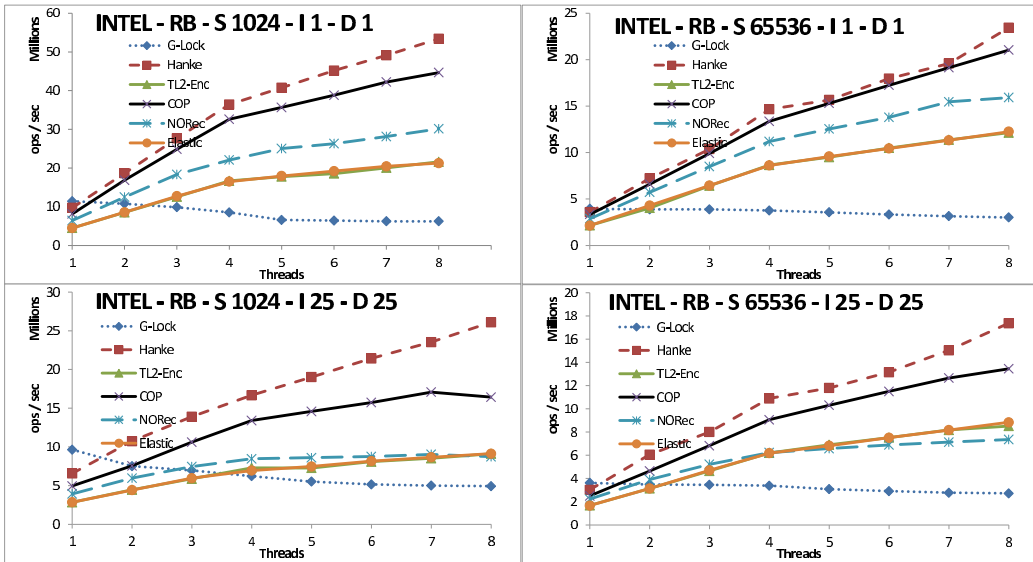 INTEL - RB - S 1024 - I 1 - D 1
Millions
ops / sec
60
50
40
30
20
10
0
G-Lock
Hanke
TL2-Enc
COP
NORec
Elastic
1 2 3 4 5 6 7 8
Threads
INTEL - RB - S 65536 - I 1 - D 1
Millions
ops / sec
25
20
15
10
5
0
G-Lock
Hanke
TL2-Enc
COP
NORec
Elastic
1 2 3 4 5 6 7 8
Threads
INTEL - RB - S 1024 - I 25 - D 25
Millions
ops / sec
30
25
20
15
10
5
0
G-Lock
Hanke
TL2-Enc
COP
NORec
Elastic
1 2 3 4 5 6 7 8
Threads
INTEL - RB - S 65536 - I 25 - D 25
Millions
ops / sec
20
18
16
14
12
10
8
6
4
2
0
G-Lock
Hanke
TL2-Enc
COP
NORec
Elastic
1 2 3 4 5 6 7 8
Threads